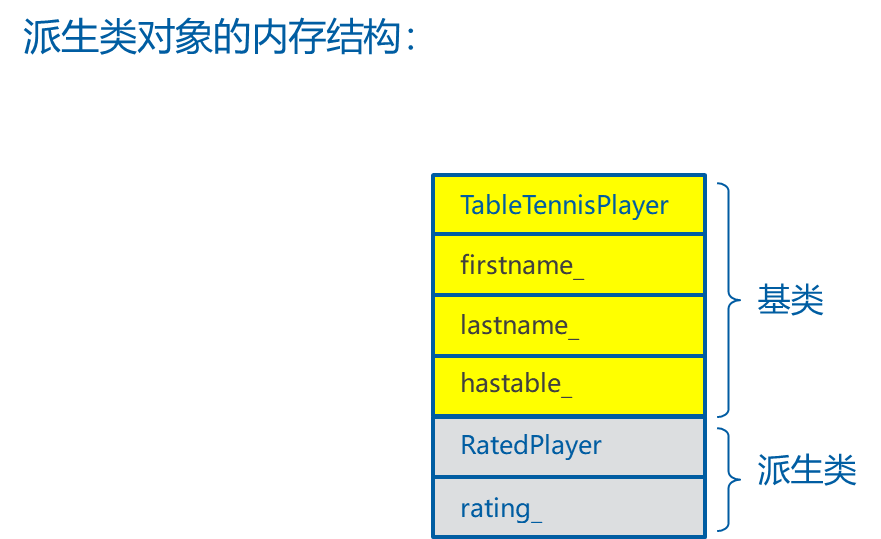 派生类对象的内存结构：
TableTennisPlayer
firstname_
lastname_
hastable_
基类
RatedPlayer
rating_
派生类